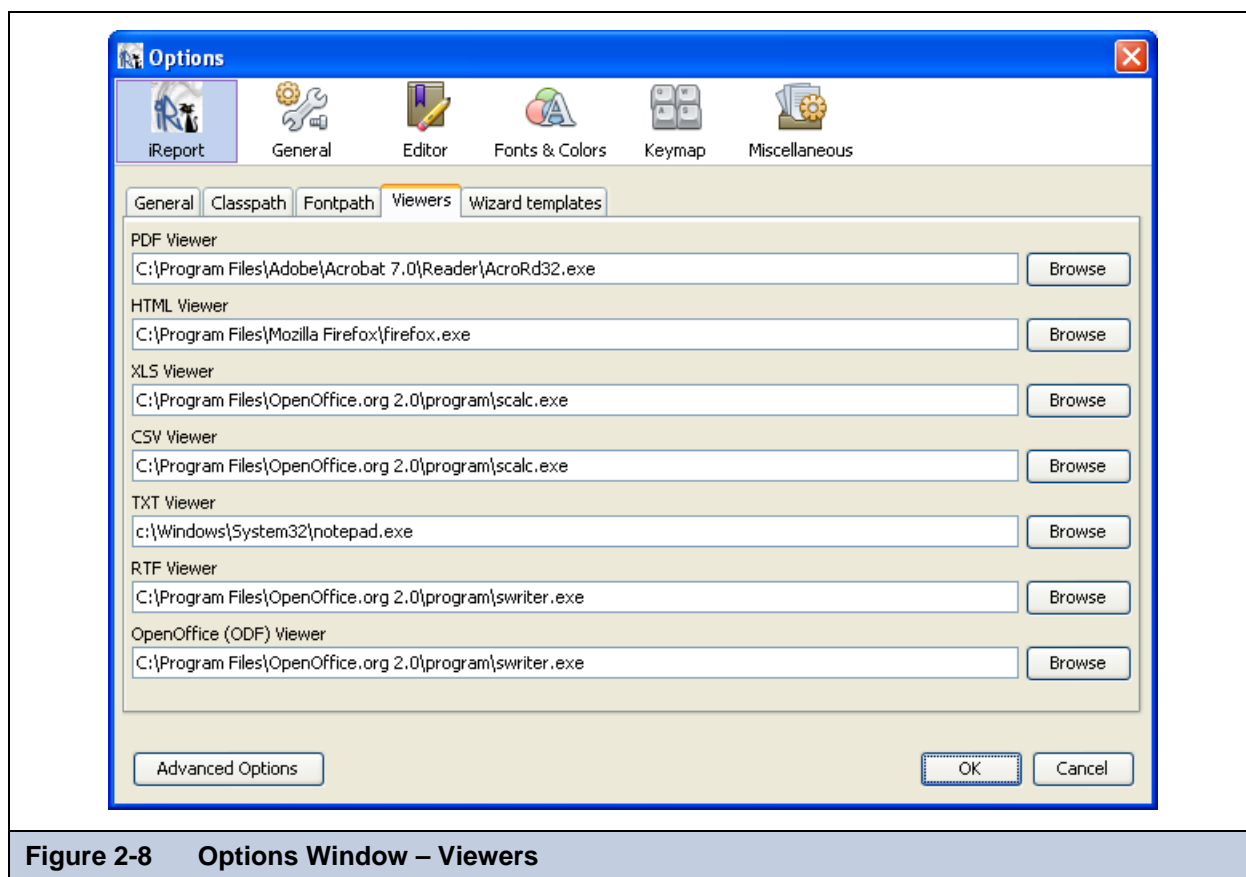 Options
iReport General Editor Fonts & Colors Keymap Miscellaneous
General Classpath Fontpath Viewers Wizard templates
PDF Viewer
C:\Program Files\Adobe\Acrobat 7.0\Reader\AcroRd32.exe Browse
HTML Viewer
C:\Program Files\Mozilla Firefox\firefox.exe Browse
XLS Viewer
C:\Program Files\OpenOffice.org 2.0\program\scalc.exe Browse
CSV Viewer
C:\Program Files\OpenOffice.org 2.0\program\scalc.exe Browse
TXT Viewer
c:\Windows\System32\notepad.exe Browse
RTF Viewer
C:\Program Files\OpenOffice.org 2.0\program\swriter.exe Browse
OpenOffice (ODF) Viewer
C:\Program Files\OpenOffice.org 2.0\program\swriter.exe Browse
Advanced Options OK Cancel
Figure 2-8 Options Window – Viewers